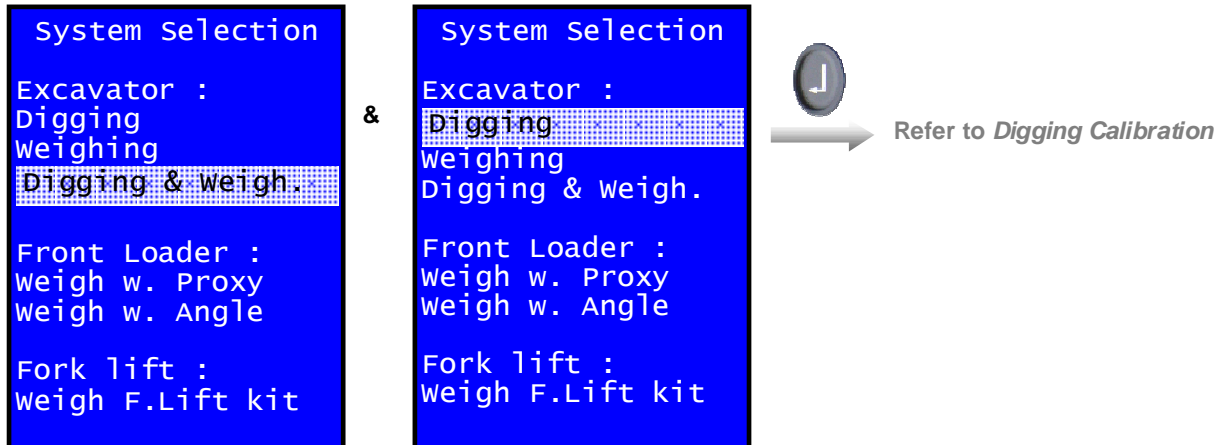 System Selection
Excavator :
Digging
Weighing
Digging & Weigh.
Front Loader :
Weigh w. Proxy
Weigh w. Angle
Fork lift :
Weigh F.Lift kit
&
System Selection
Excavator :
Digging
Weighing
Digging & Weigh.
Front Loader :
Weigh w. Proxy
Weigh w. Angle
Fork lift :
Weigh F.Lift kit
Refer to Digging Calibration